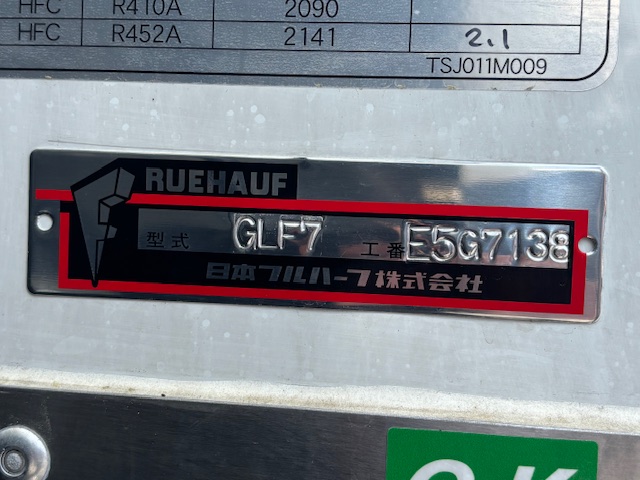 HFC R410A 2090
HFC R452A 2141 2.1
TSJ011M009
FRUEHAUF
型式 GLF7 工番 E5G7138
日本フルハーフ株式会社